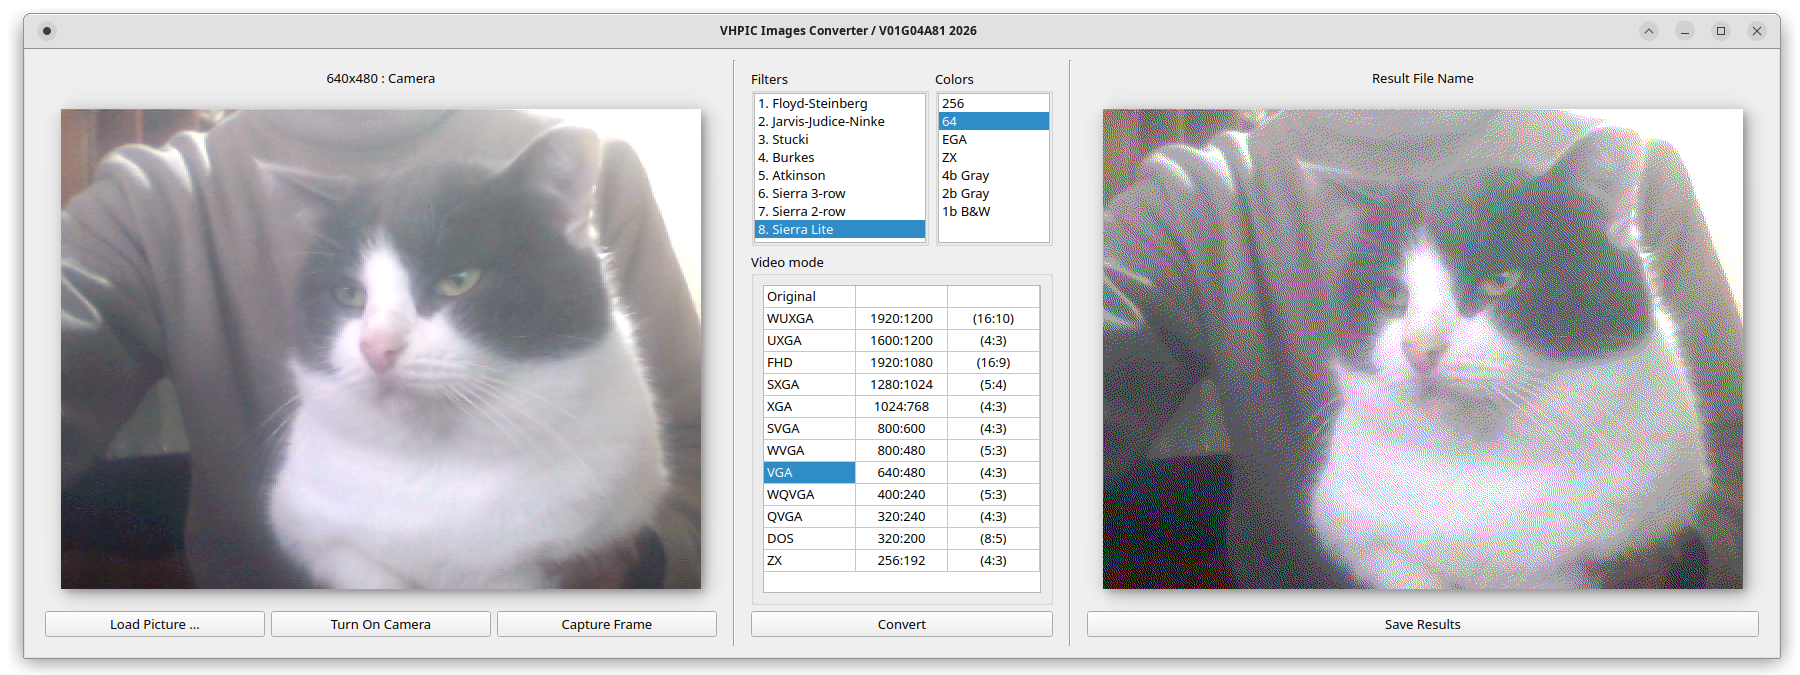 VHPIC Images Converter / V01G04A81 2026
640x480 : Camera
Load Picture ...
Turn On Camera
Capture Frame
Filters
1. Floyd-Steinberg
2. Jarvis-Judice-Ninke
3. Stucki
4. Burkes
5. Atkinson
6. Sierra 3-row
7. Sierra 2-row
8. Sierra Lite
Colors
256
64
EGA
ZX
4b Gray
2b Gray
1b B&W
Video mode
Original
WUXGA 1920:1200 (16:10)
UXGA 1600:1200 (4:3)
FHD 1920:1080 (16:9)
SXGA 1280:1024 (5:4)
XGA 1024:768 (4:3)
SVGA 800:600 (4:3)
WVGA 800:480 (5:3)
VGA 640:480 (4:3)
WQVGA 400:240 (5:3)
QVGA 320:240 (4:3)
DOS 320:200 (8:5)
ZX 256:192 (4:3)
Convert
Result File Name
Save Results